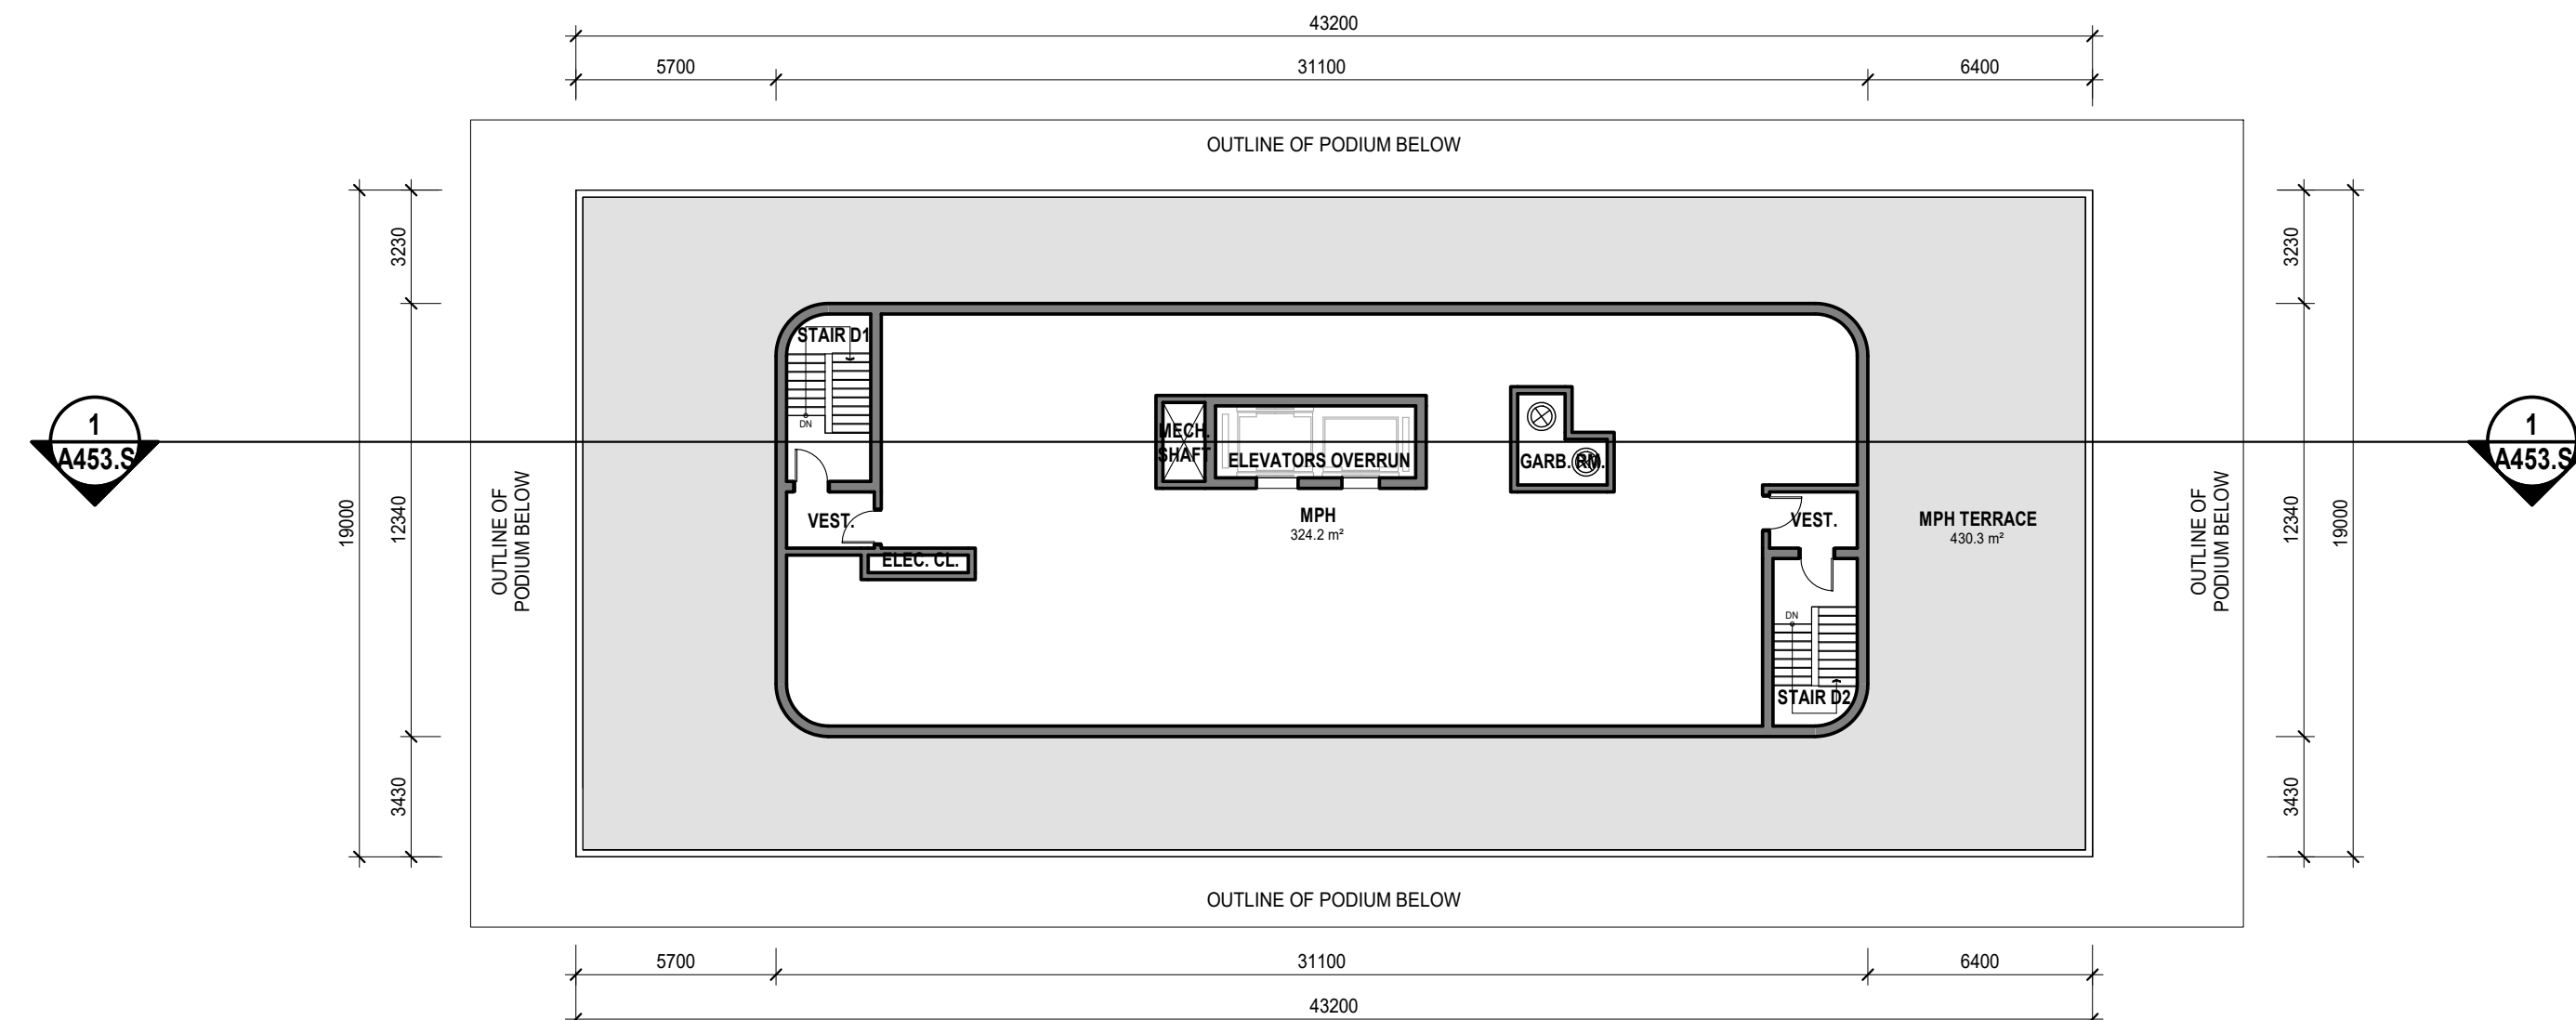 43200
5700
31100
6400
OUTLINE OF PODIUM BELOW
3230
3230
STAIR D1
DN
1
A453.S
1
A453.S
MECH.
SHAFT
ELEVATORS OVERRUN
GARB. RM.
19000
12340
OUTLINE OF
PODIUM BELOW
VEST.
MPH
324.2 m²
VEST.
MPH TERRACE
430.3 m²
OUTLINE OF
PODIUM BELOW
12340
19000
ELEC. CL.
DN
STAIR D2
3430
3430
OUTLINE OF PODIUM BELOW
5700
31100
6400
43200